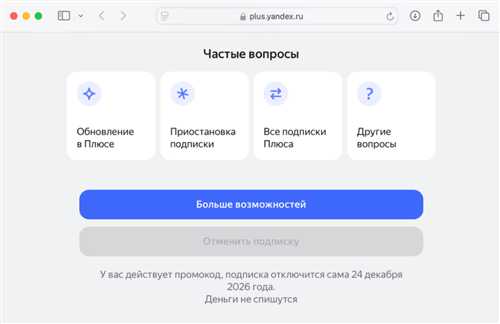 plus.yandex.ru
Частые вопросы
Обновление
в Плюсе
Приостановка
подписки
Все подписки
Плюса
Другие
вопросы
Больше возможностей
Отменить подписку
У вас действует промокод, подписка отключится сама 24 декабря
2026 года.
Деньги не спишутся